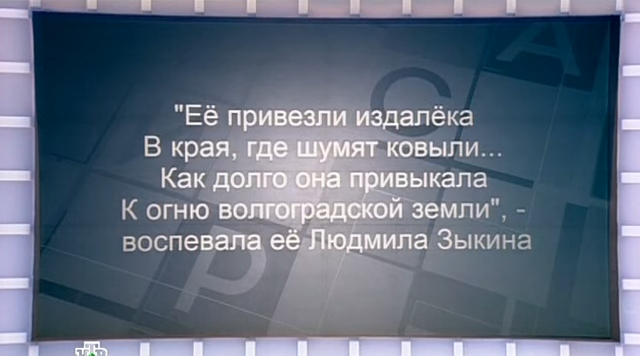 "Её привезли издалёка
В края, где шумят ковыли...
Как долго она привыкала
К огню волгоградской земли", -
воспевала её Людмила Зыкина
А
С
Р
НТВ